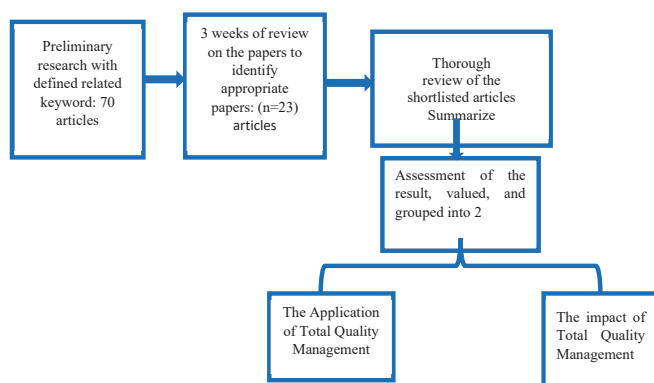 Preliminary
research with
defined related
keyword: 70
articles
3 weeks of review
on the papers to
identify
appropriate
papers: (n=23)
articles
Thorough
review of the
shortlisted articles
Summarize
Assessment of the
result, valued, and
grouped into 2
The Application
of Total Quality
Management
The impact of
Total Quality
Management